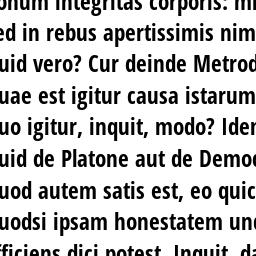 onum integritas corporis: mi
ed in rebus apertissimis nim
uid vero? Cur deinde Metrod
uae est igitur causa istarum
uo igitur, inquit, modo? Iden
uid de Platone aut de Demo
uod autem satis est, eo quic
uodsi ipsam honestatem und
fficiens dici potest. Inquit, da